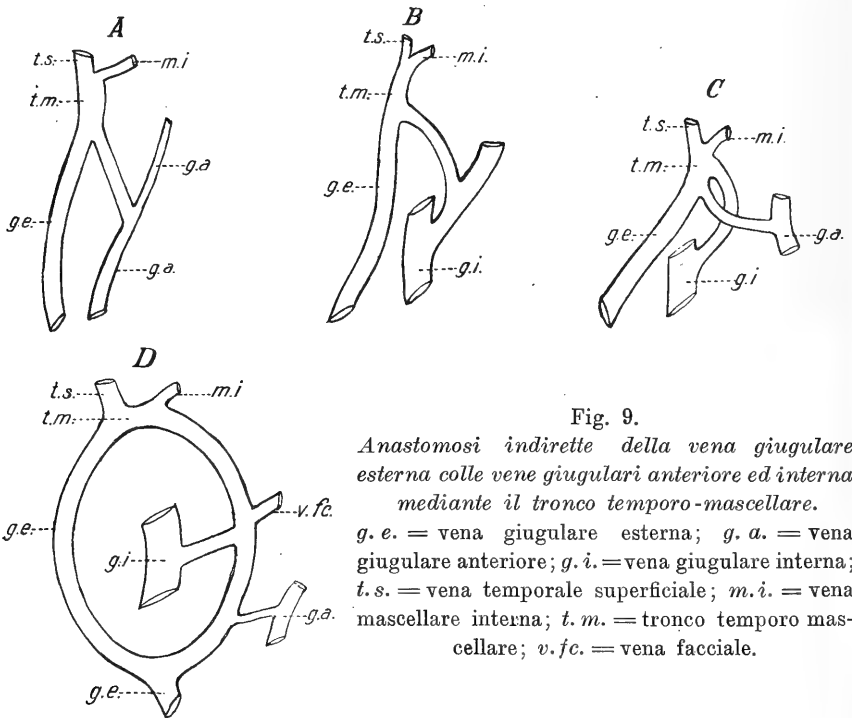 A
t.s.
m.i
t.m.
g.a
g.e.
g.a.
B
t.s.
m.i.
t.m.
g.e.
g.i.
C
t.s.
m.i.
t.m.
g.e.
g.a.
g.i
D
t.s.
m.i
t.m.
v.fc.
g.e.
g.i
g.a.
g.e.
Fig. 9.
Anastomosi indirette della vena giugulare
esterna colle vene giugulari anteriore ed interna
mediante il tronco temporo-mascellare.
g. e. = vena giugulare esterna; g. a. = vena
giugulare anteriore; g. i. = vena giugulare interna;
t. s. = vena temporale superficiale; m. i. = vena
mascellare interna; t. m. = tronco temporo mas-
cellare; v. fc. = vena facciale.